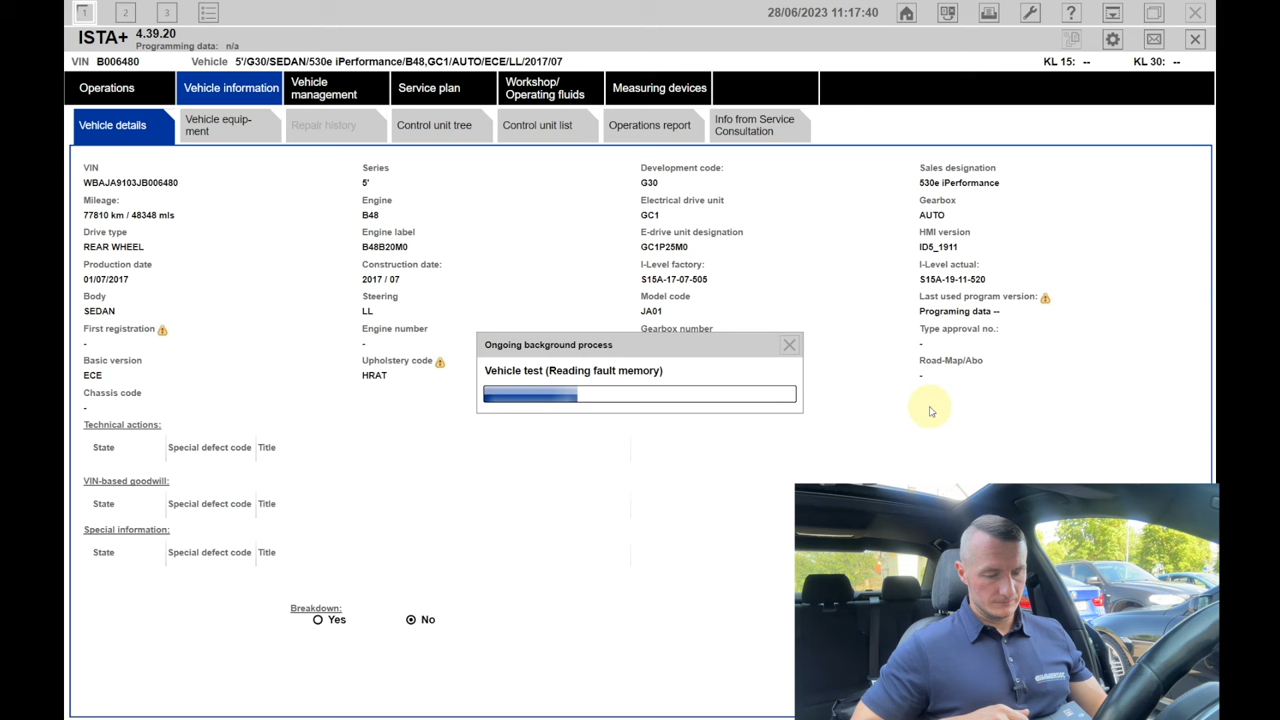 1 2 3 28/06/2023 11:17:40
ISTA+ 4.39.20
Programming data: n/a
VIN B006480 Vehicle 5'/G30/SEDAN/530e iPerformance/B48,GC1/AUTO/ECE/LL/2017/07 KL 15: -- KL 30: --
Operations
Vehicle information
Vehicle
management
Service plan
Workshop/
Operating fluids
Measuring devices
Vehicle details
Vehicle equip-
ment
Repair history
Control unit tree
Control unit list
Operations report
Info from Service
Consultation
VIN Series Development code: Sales designation
WBAJA9103JB006480 5' G30 530e iPerformance
Mileage: Engine Electrical drive unit Gearbox
77810 km / 48348 mls B48 GC1 AUTO
Drive type Engine label E-drive unit designation HMI version
REAR WHEEL B48B20M0 GC1P25M0 ID5_1911
Production date Construction date: I-Level factory: I-Level actual:
01/07/2017 2017 / 07 S15A-17-07-505 S15A-19-11-520
Body Steering Model code Last used program version:
SEDAN LL JA01 Programing data --
First registration Engine number Gearbox number Type approval no.:
- - -
Basic version Upholstery code Road-Map/Abo
ECE HRAT -
Chassis code
-
Ongoing background process
Vehicle test (Reading fault memory)
Technical actions:
State Special defect code Title
VIN-based goodwill:
State Special defect code Title
Special information:
State Special defect code Title
Breakdown:
Yes No